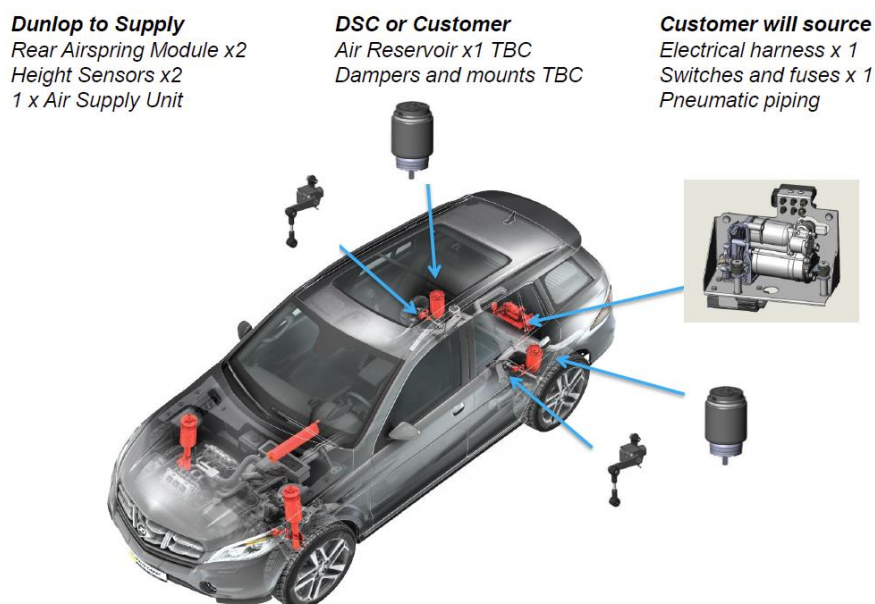 Dunlop to Supply
Rear Airspring Module x2
Height Sensors x2
1 x Air Supply Unit
DSC or Customer
Air Reservoir x1 TBC
Dampers and mounts TBC
Customer will source
Electrical harness x 1
Switches and fuses x 1
Pneumatic piping